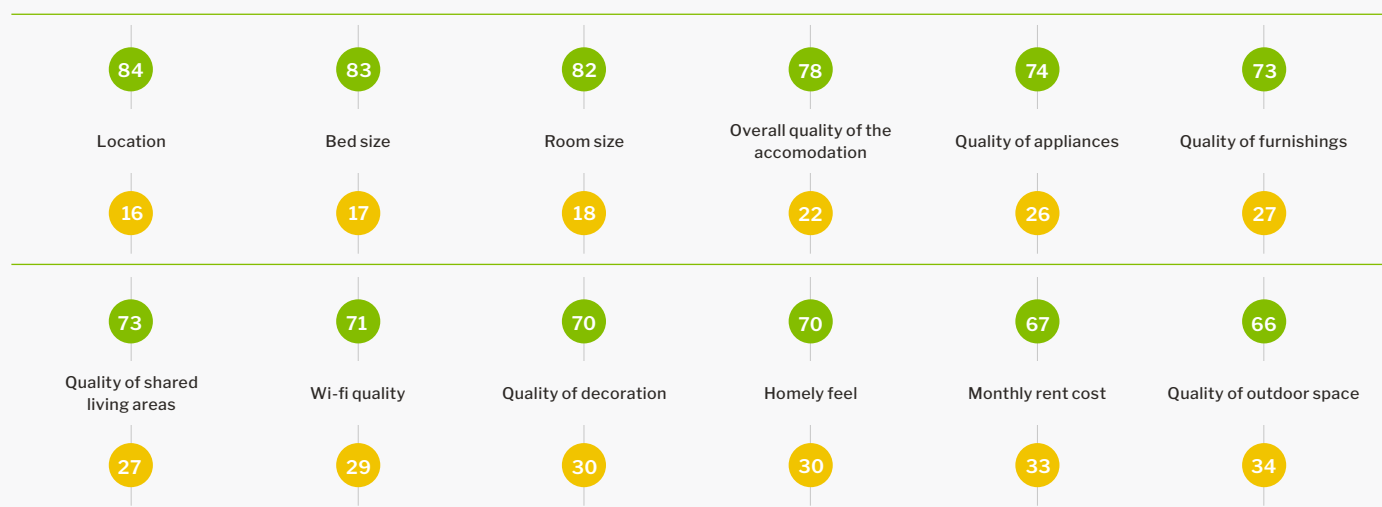 84
83
82
78
74
73
Location
Bed size
Room size
Overall quality of the
accomodation
Quality of appliances
Quality of furnishings
16
17
18
22
26
27
73
71
70
70
67
66
Quality of shared
living areas
Wi-fi quality
Quality of decoration
Homely feel
Monthly rent cost
Quality of outdoor space
27
29
30
30
33
34